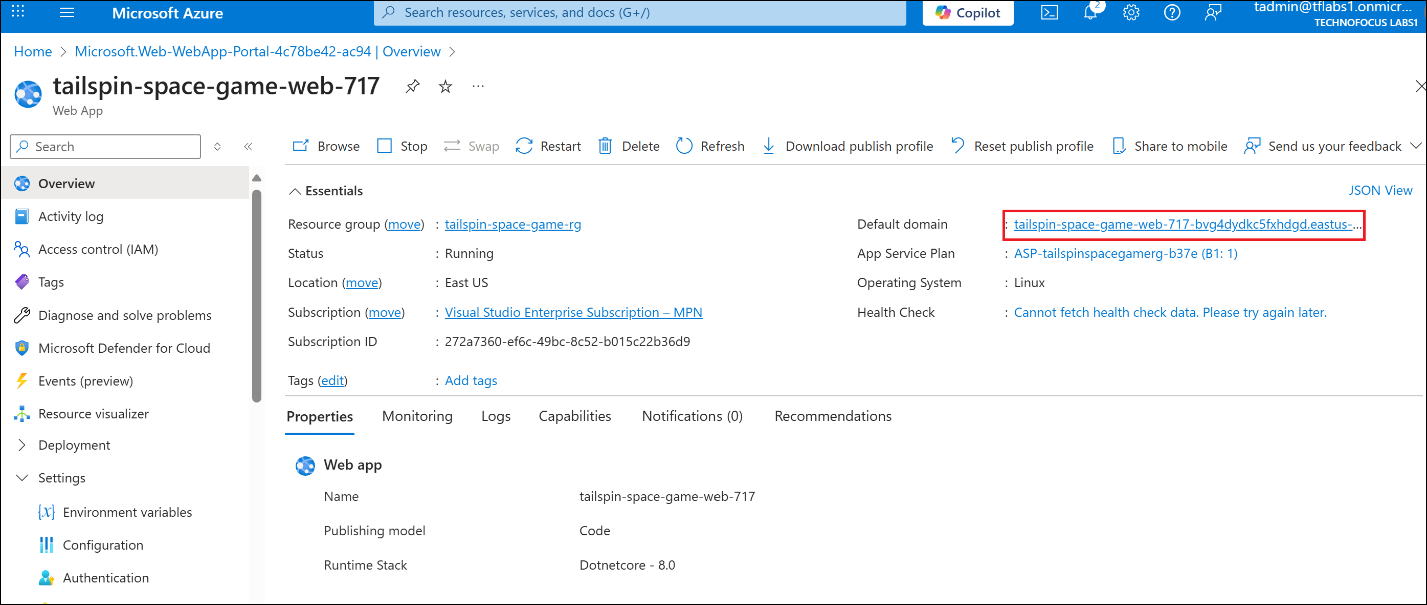 Microsoft Azure
Search resources, services, and docs (G+/)
Copilot
2
tadmin@tflabs1.onmicr...
TECHNOFOCUS LABS1
Home > Microsoft.Web-WebApp-Portal-4c78be42-ac94 | Overview >
tailspin-space-game-web-717
Web App
Search
Browse Stop Swap Restart Delete Refresh Download publish profile Reset publish profile Share to mobile Send us your feedback
Overview
Activity log
Access control (IAM)
Tags
Diagnose and solve problems
Microsoft Defender for Cloud
Events (preview)
Resource visualizer
Deployment
Settings
Environment variables
Configuration
Authentication
Essentials
JSON View
Resource group (move) : tailspin-space-game-rg
Status : Running
Location (move) : East US
Subscription (move) : Visual Studio Enterprise Subscription – MPN
Subscription ID : 272a7360-ef6c-49bc-8c52-b015c22b36d9
Tags (edit) : Add tags
Default domain : tailspin-space-game-web-717-bvg4dydkc5fxhdgd.eastus-...
App Service Plan : ASP-tailspinspacegamerg-b37e (B1: 1)
Operating System : Linux
Health Check : Cannot fetch health check data. Please try again later.
Properties Monitoring Logs Capabilities Notifications (0) Recommendations
Web app
Name tailspin-space-game-web-717
Publishing model Code
Runtime Stack Dotnetcore - 8.0